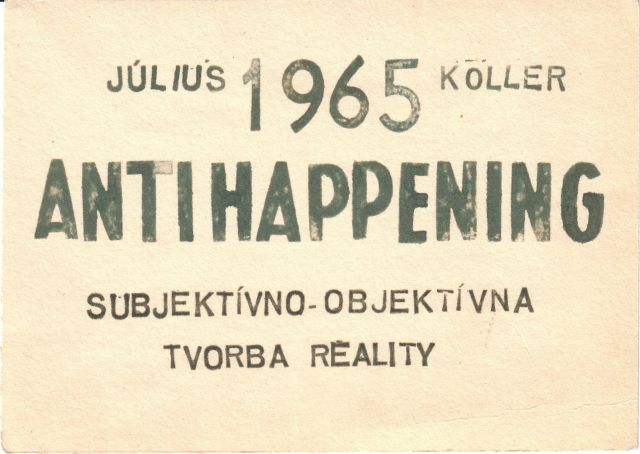 JÚLIUS 1965 KOLLER
ANTIHAPPENING
SUBJEKTÍVNO-OBJEKTÍVNA
TVORBA REALITY